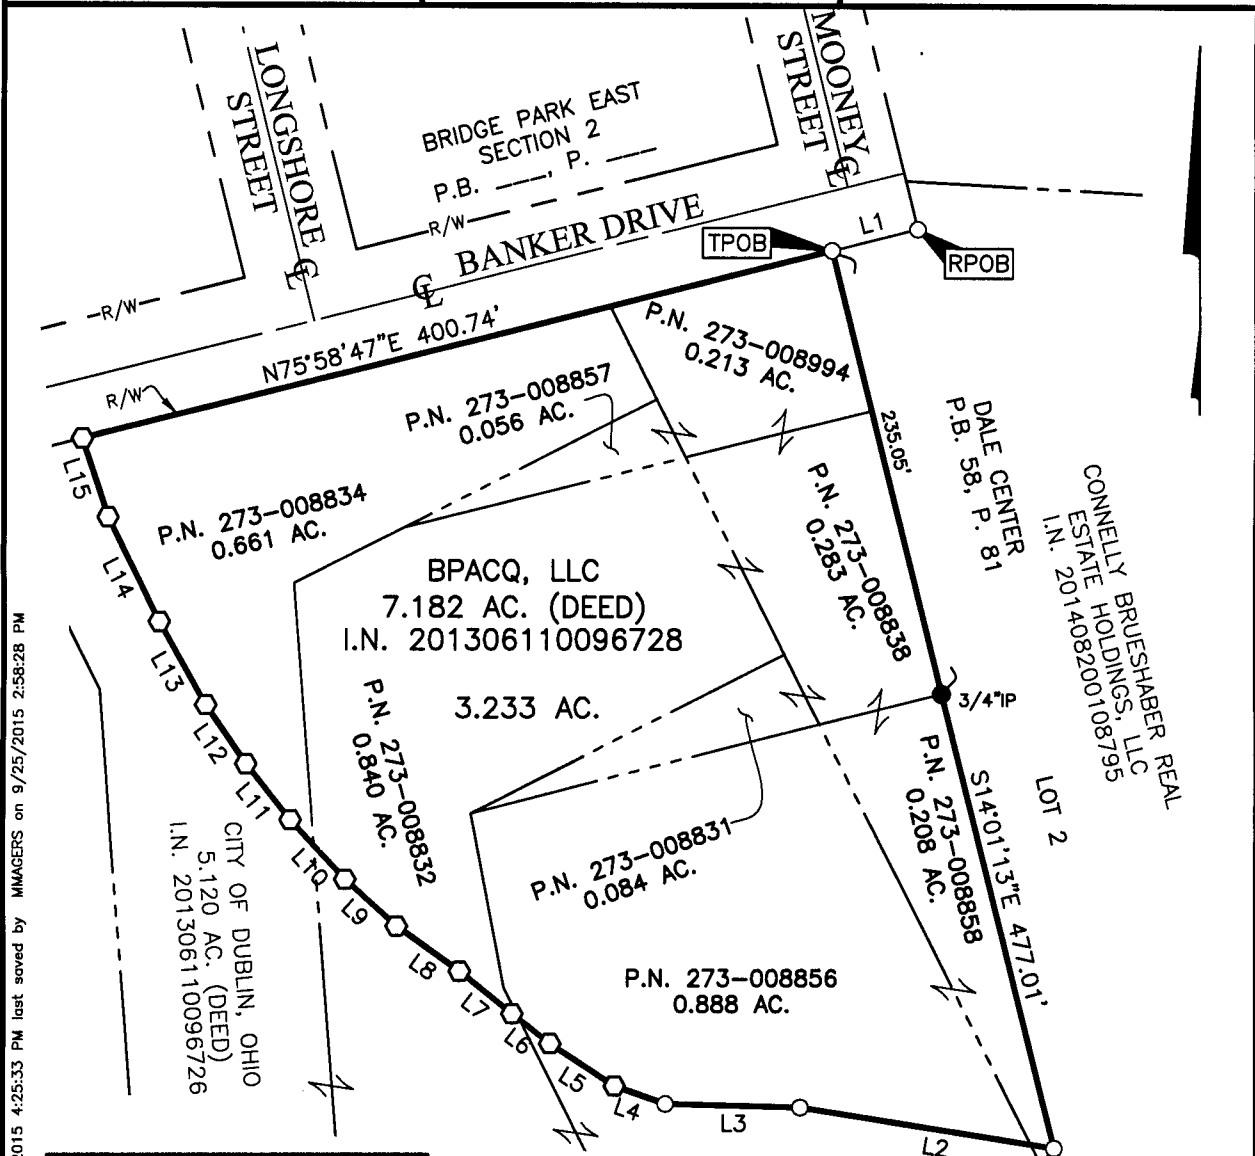 LONGSHORE
STREET
MOONEY
STREET
BRIDGE PARK EAST
SECTION 2
P.B. ____, P. ____
R/W
BANKER DRIVE
CL
CL
CL
TPOB
L1
RPOB
R/W
N75°58'47"E 400.74'
R/W
P.N. 273-008994
0.213 AC.
P.N. 273-008857
0.056 AC.
235.05'
DALE CENTER
P.B. 58, P. 81
CONNELLY BRUESHABER REAL
ESTATE HOLDINGS, LLC
I.N. 201408200108795
L15
P.N. 273-008834
0.661 AC.
P.N. 273-008838
0.283 AC.
L14
BPACQ, LLC
7.182 AC. (DEED)
I.N. 201306110096728
3.233 AC.
L13
P.N. 273-008832
0.840 AC.
3/4"IP
L12
P.N. 273-008858
0.208 AC.
S14°01'13"E 477.01'
LOT 2
L11
CITY OF DUBLIN, OHIO
5.120 AC. (DEED)
I.N. 201306110096726
L10
P.N. 273-008831
0.084 AC.
L9
L8
P.N. 273-008856
0.888 AC.
L7
L6
L5
L4
L3
L2
2015 4:25:33 PM last saved by MMAGERS on 9/25/2015 2:58:28 PM